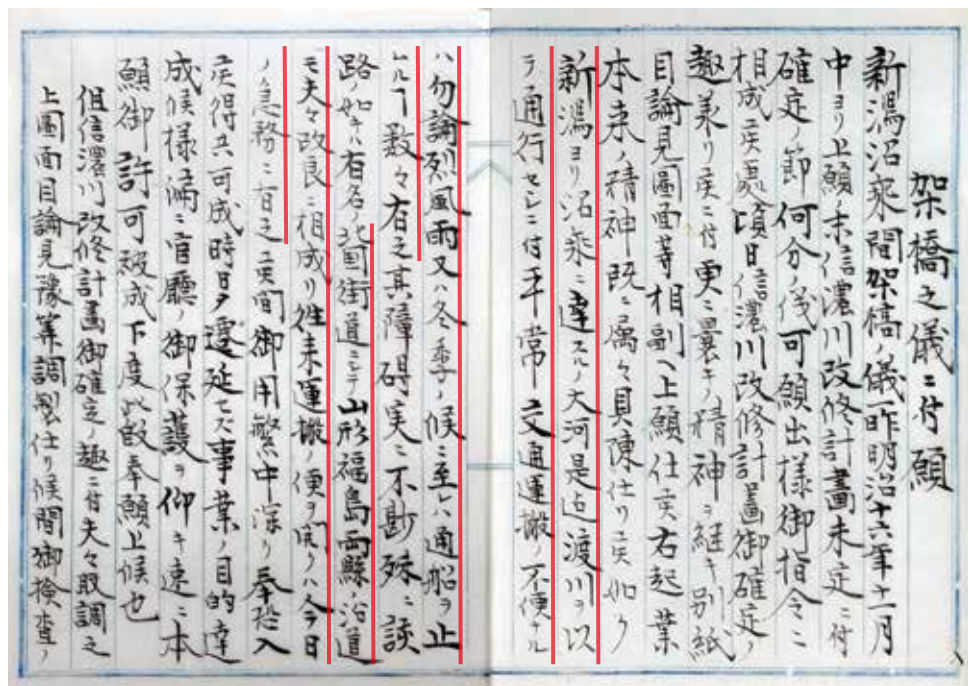 架橋之儀ニ付願
新潟沼垂間架橋ノ儀一昨明治十六年十一月
中ヨリ上願ノ末信濃川改修計畫未定ニ付
確定ノ節何分ノ儀可願出様御指令ニ
相成候處頃日信濃川改修計畫御確定ノ
趣承リ候ニ付更ニ曩キノ精神ヲ継キ別紙
目論見圖面等相副ヘ上願仕候右起業
本来ノ精神既ニ屬々具陳仕リ候如ク
新潟ヨリ沼垂ニ達スルノ大河是迠渡川ヲ以
テ通行セシニ付平常交通運搬ノ不便ナル
ハ勿論烈風雨又ハ冬季ノ候ニ至レハ通船ヲ止
ムルヿ数々有之其障碍実ニ不尠殊ニ該
路ノ如キハ有名ノ北國街道ニシテ山形福島両縣ノ沿道
モ夫々改良ニ相成リ往来運搬ノ便ヲ開クハ今日
ノ急務ニ有之候間御用繁中深ク奉恐入
候得共可成時日ヲ遷延セス事業ノ目的達
成候様満ニ官廳ノ御保護ヲ仰キ速ニ本
願御許可被成下度此段奉願上候也
但信濃川改修計畫御確定ノ趣ニ付夫々取調之
上圖面目論見豫算調製仕リ候間御検査ノ